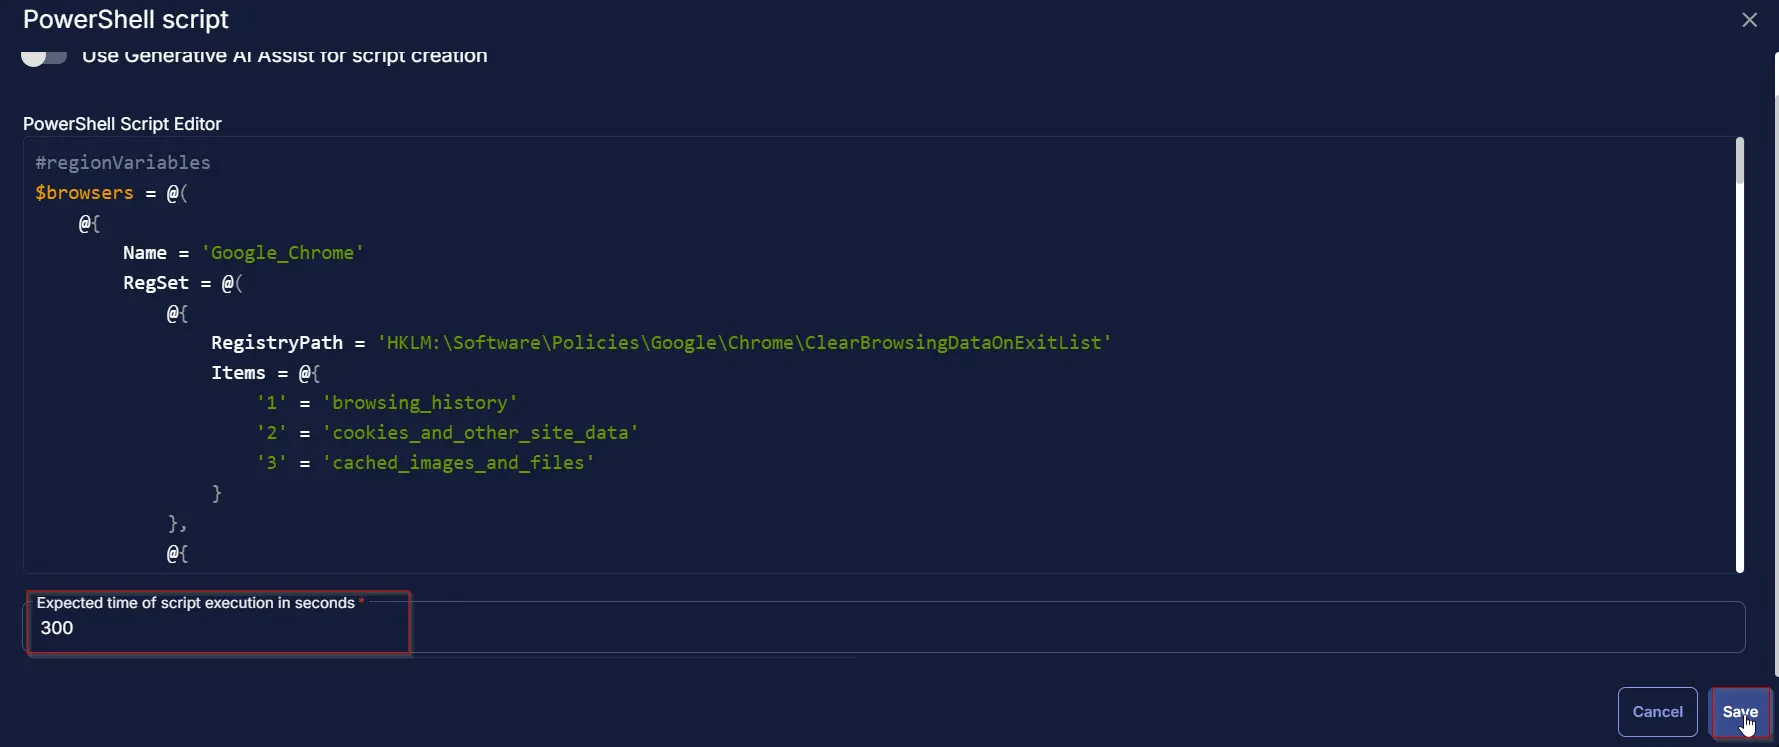 PowerShell script
Use Generative AI Assist for script creation
PowerShell Script Editor
#regionVariables
$browsers = @(
    @{
        Name = 'Google_Chrome'
        RegSet = @(
            @{
                RegistryPath = 'HKLM:\Software\Policies\Google\Chrome\ClearBrowsingDataOnExitList'
                Items = @{
                    '1' = 'browsing_history'
                    '2' = 'cookies_and_other_site_data'
                    '3' = 'cached_images_and_files'
                }
            },
            @{
Expected time of script execution in seconds *
300
Cancel
Save